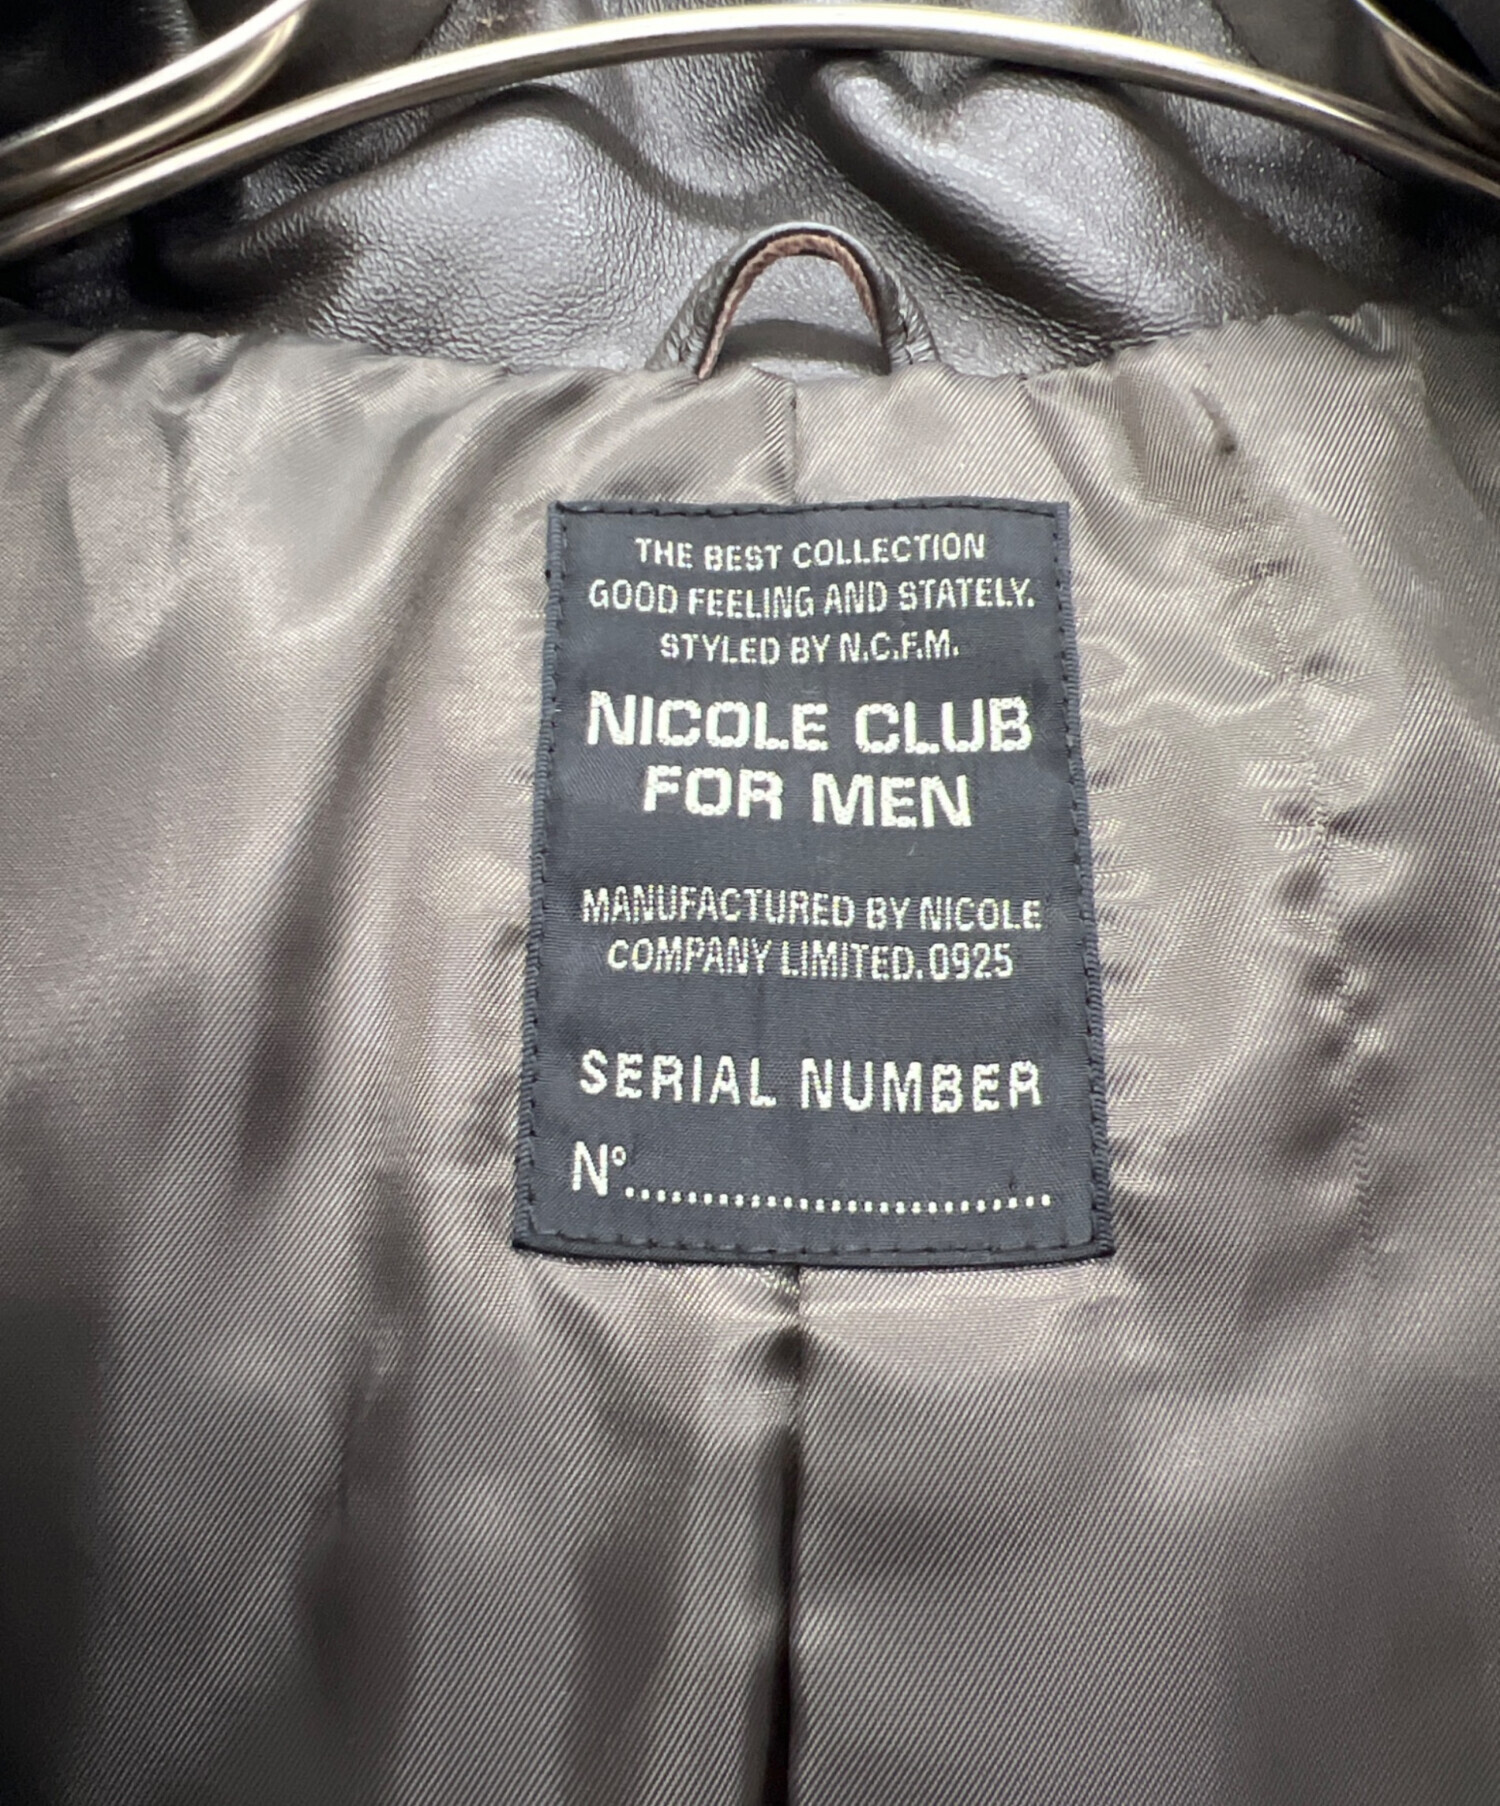 THE BEST COLLECTION
GOOD FEELING AND STATELY.
STYLED BY N.C.F.M.
NICOLE CLUB
FOR MEN
MANUFACTURED BY NICOLE
COMPANY LIMITED.0925
SERIAL NUMBER
N°..............................